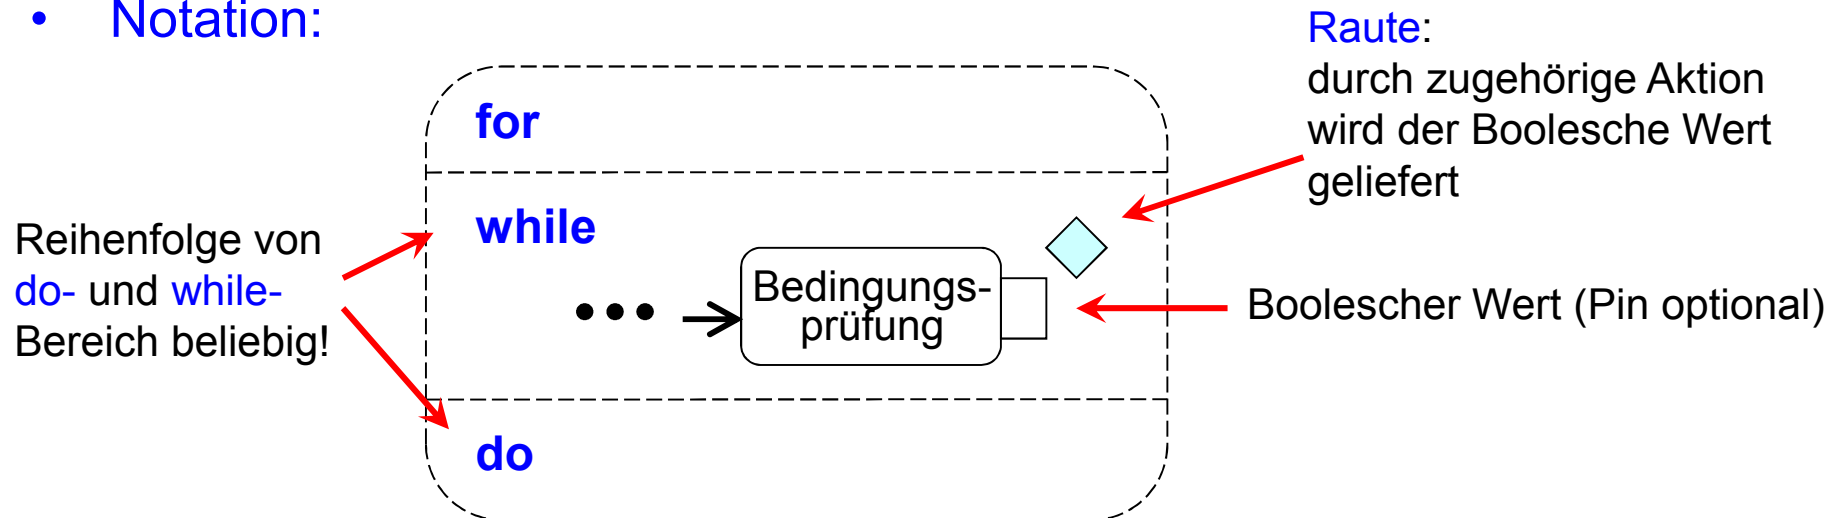 • Notation:
Raute:
durch zugehörige Aktion
wird der Boolesche Wert
geliefert
for
while
Reihenfolge von
do- und while-
Bereich beliebig!
Bedingungs-
prüfung
Boolescher Wert (Pin optional)
do